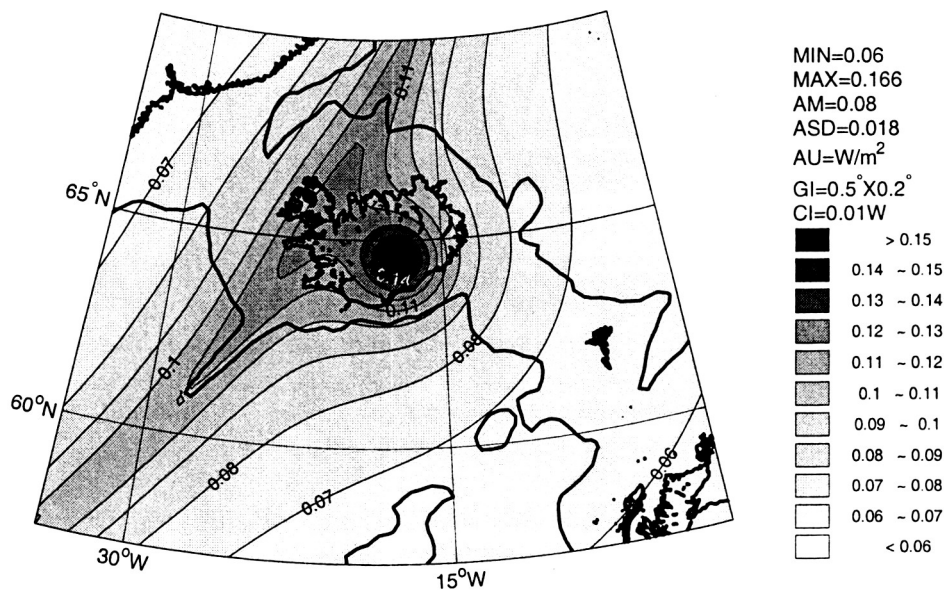 MIN=0.06
MAX=0.166
AM=0.08
ASD=0.018
AU=W/m²
GI=0.5°X0.2°
CI=0.01W
> 0.15
0.14 ~ 0.15
0.13 ~ 0.14
0.12 ~ 0.13
0.11 ~ 0.12
0.1 ~ 0.11
0.09 ~ 0.1
0.08 ~ 0.09
0.07 ~ 0.08
0.06 ~ 0.07
< 0.06
0.11
0.07
65°N
0.14
0.11
0.08
0.1
60°N
0.08
0.07
0.06
30°W
15°W